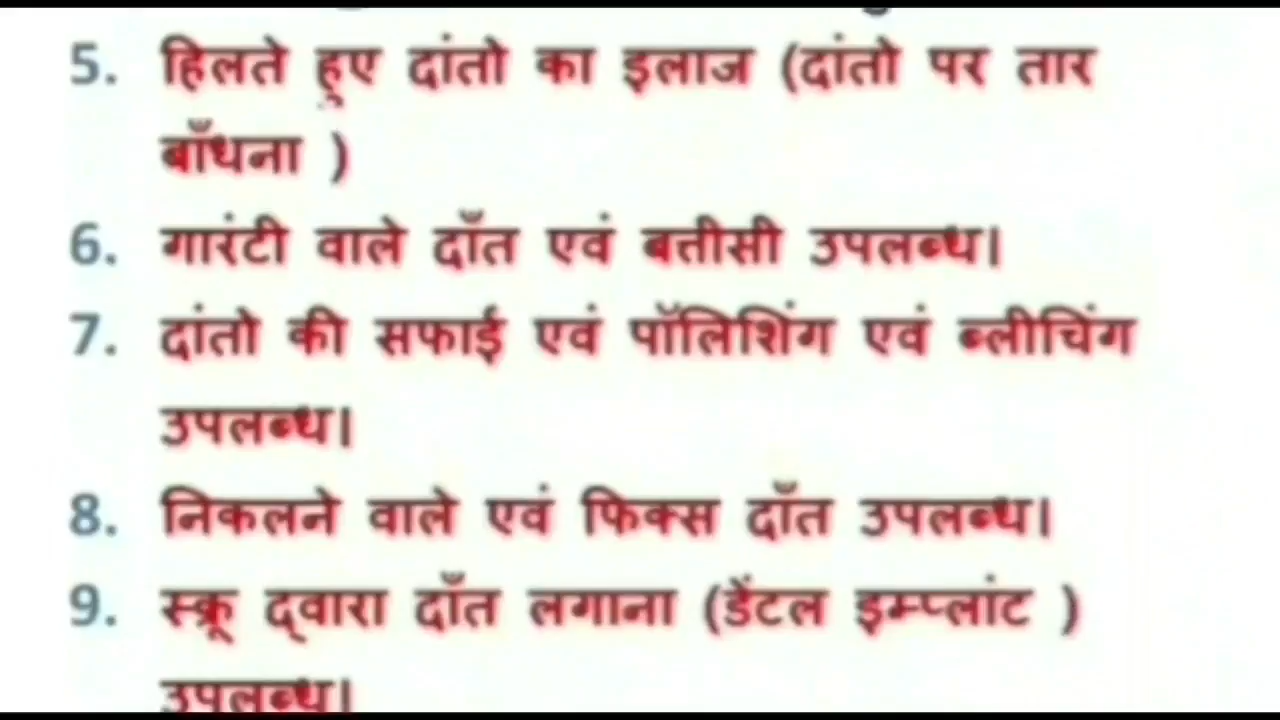 5. हिलते हुए दांतो का इलाज (दांतो पर तार
बाँधना )
6. गारंटी वाले दाँत एवं बत्तीसी उपलब्ध।
7. दांतो की सफाई एवं पॉलिशिंग एवं ब्लीचिंग
उपलब्ध।
8. निकलने वाले एवं फिक्स दाँत उपलब्ध।
9. स्क्रू द्वारा दाँत लगाना (डेंटल इम्प्लांट )
उपलब्ध।